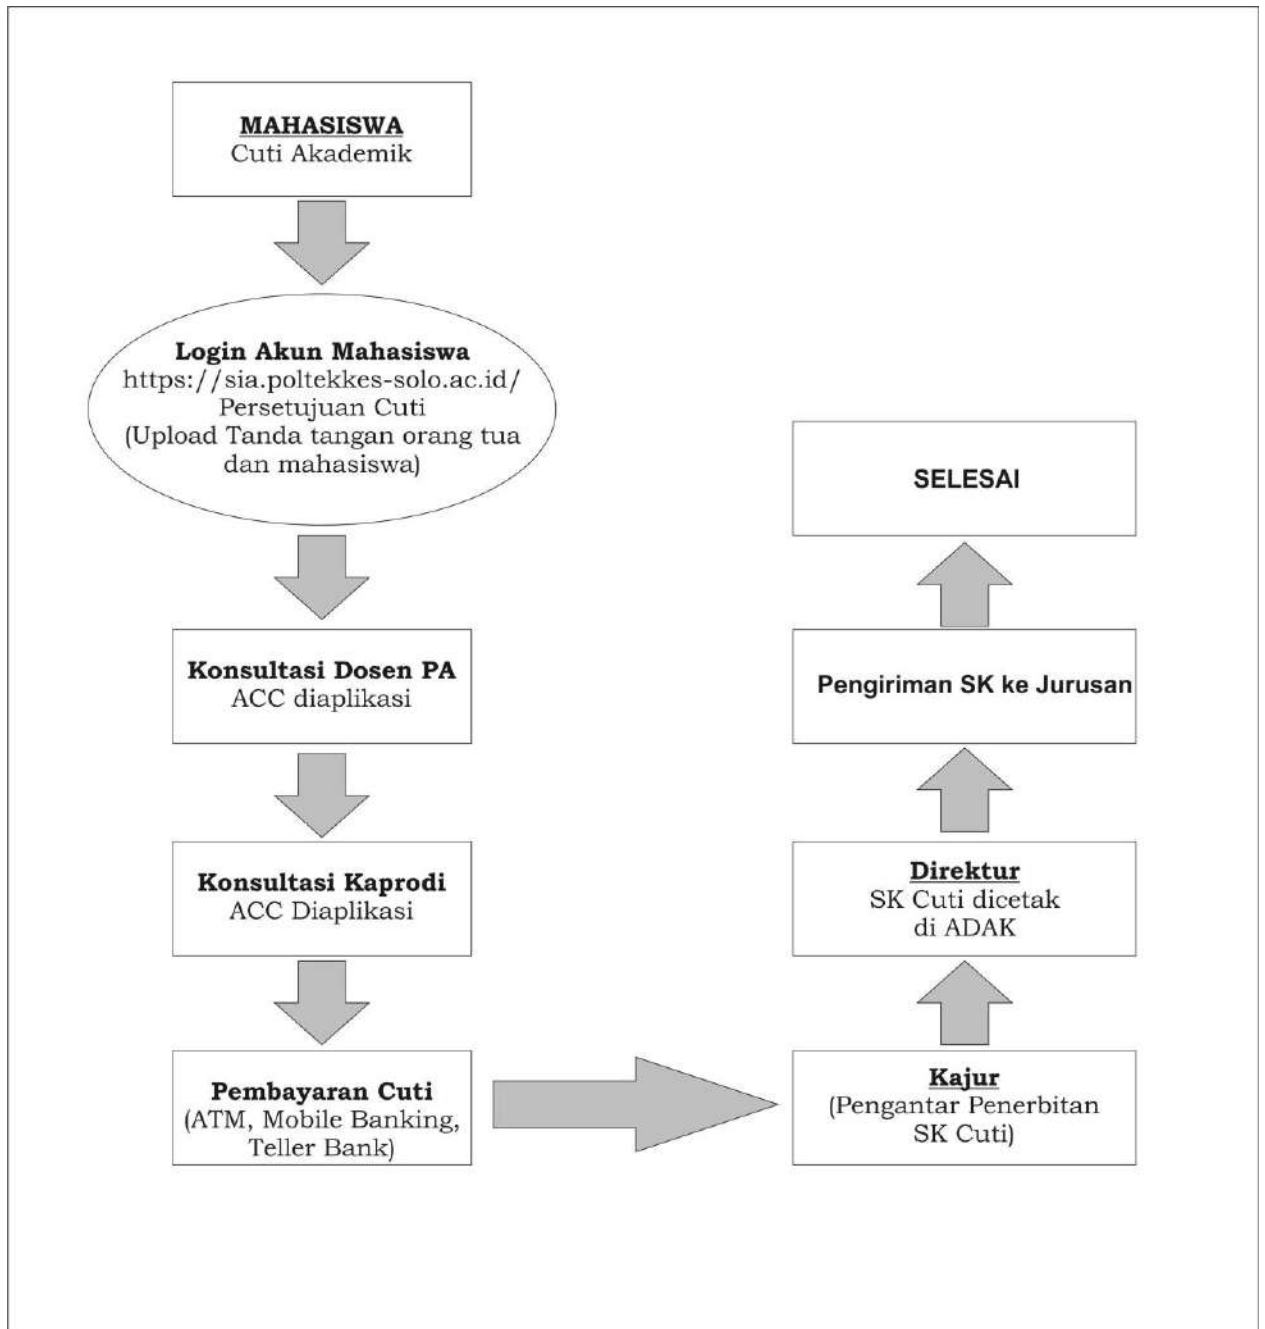 MAHASISWA
Cuti Akademik
Login Akun Mahasiswa
https://sia.poltekkes-solo.ac.id/
Persetujuan Cuti
(Upload Tanda tangan orang tua
dan mahasiswa)
Konsultasi Dosen PA
ACC diaplikasi
Konsultasi Kaprodi
ACC Diaplikasi
Pembayaran Cuti
(ATM, Mobile Banking,
Teller Bank)
Kajur
(Pengantar Penerbitan
SK Cuti)
Direktur
SK Cuti dicetak
di ADAK
Pengiriman SK ke Jurusan
SELESAI